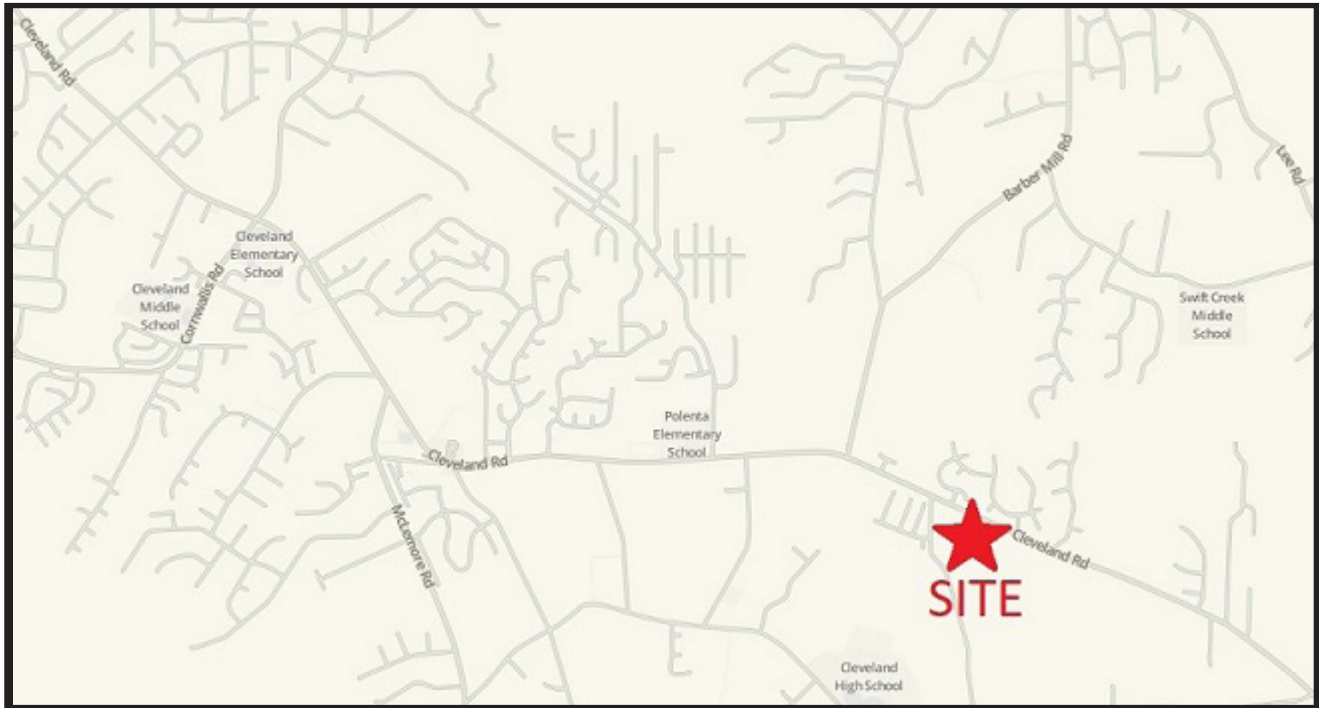 Cleveland Rd
Barber Mill Rd
Lee Rd
Cleveland
Elementary
School
Cleveland
Middle
School
Cornwallis Rd
Swift Creek
Middle
School
Polenta
Elementary
School
Cleveland Rd
McLemore Rd
Cleveland Rd
SITE
Cleveland
High School